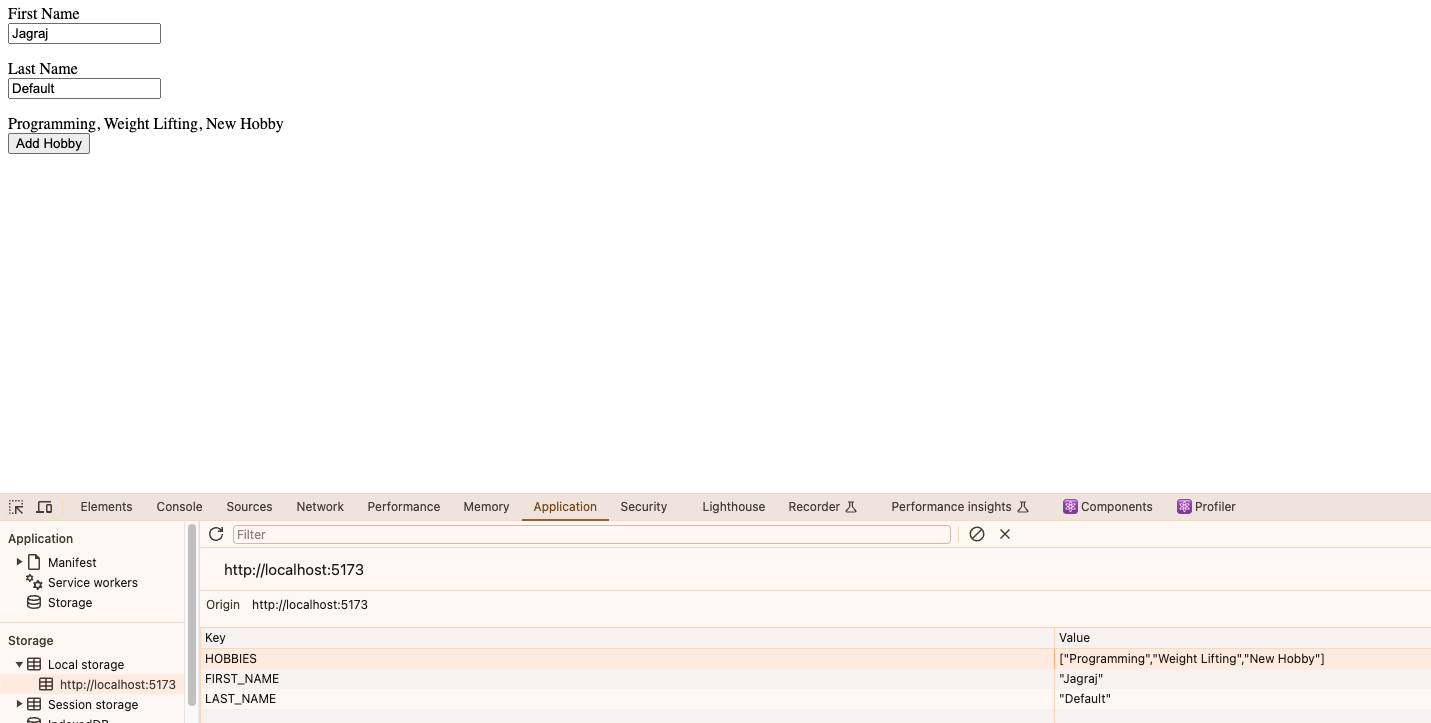 First Name
Jagraj
Last Name
Default
Programming, Weight Lifting, New Hobby
Add Hobby
Elements Console Sources Network Performance Memory Application Security Lighthouse Recorder Performance insights Components Profiler
Application
Filter
Manifest
http://localhost:5173
Service workers
Storage
Origin http://localhost:5173
Storage
Key Value
Local storage
HOBBIES ["Programming","Weight Lifting","New Hobby"]
http://localhost:5173
FIRST_NAME "Jagraj"
Session storage
LAST_NAME "Default"
IndexedDB